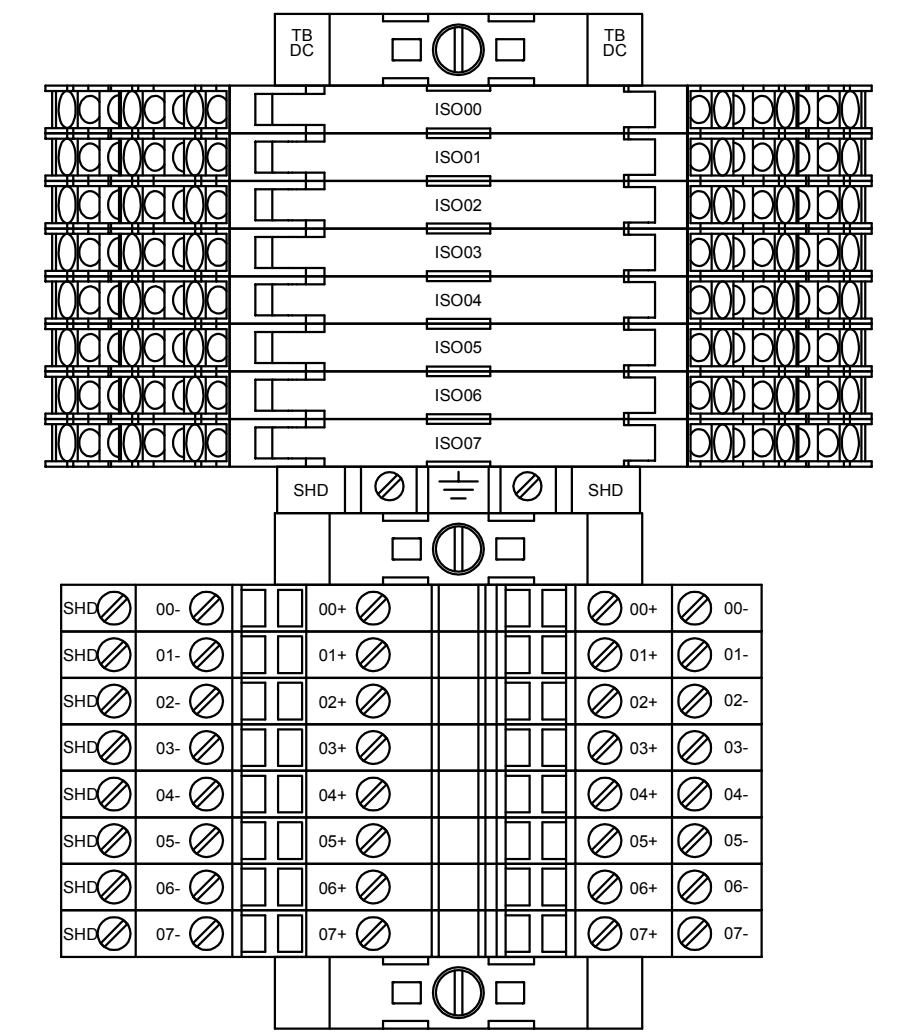 TB DC TB DC
ISO00
ISO01
ISO02
ISO03
ISO04
ISO05
ISO06
ISO07
SHD SHD
SHD 00- 00+ 00+ 00-
SHD 01- 01+ 01+ 01-
SHD 02- 02+ 02+ 02-
SHD 03- 03+ 03+ 03-
SHD 04- 04+ 04+ 04-
SHD 05- 05+ 05+ 05-
SHD 06- 06+ 06+ 06-
SHD 07- 07+ 07+ 07-